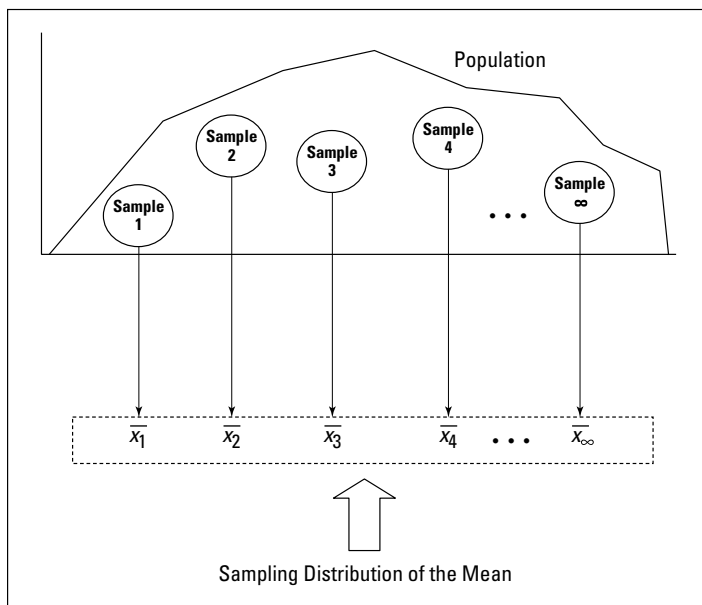 Population
Sample
1
Sample
2
Sample
3
Sample
4
• • •
Sample
∞
x̅₁ x̅₂ x̅₃ x̅₄ • • • x̅∞
Sampling Distribution of the Mean